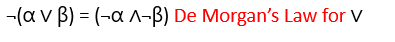 ¬(α ∨ β) = (¬α ∧¬β) De Morgan’s Law for ∨